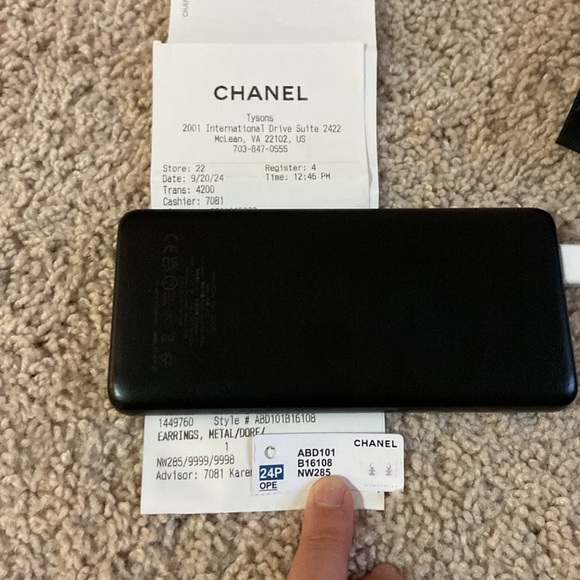 CHANEL
Tysons
2001 International Drive Suite 2422
McLean, VA 22102, US
703-847-0555
Store: 22 Register: 4
Date: 9/20/24 Time: 12:46 PM
Trans: 4200
Cashier: 7081
1449760 Style # ABD101B16108
EARRINGS, METAL/DORE/
1
NW285/9999/9998
Advisor: 7081 Karen
CHANEL
ABD101
B16108
24P NW285
OPE